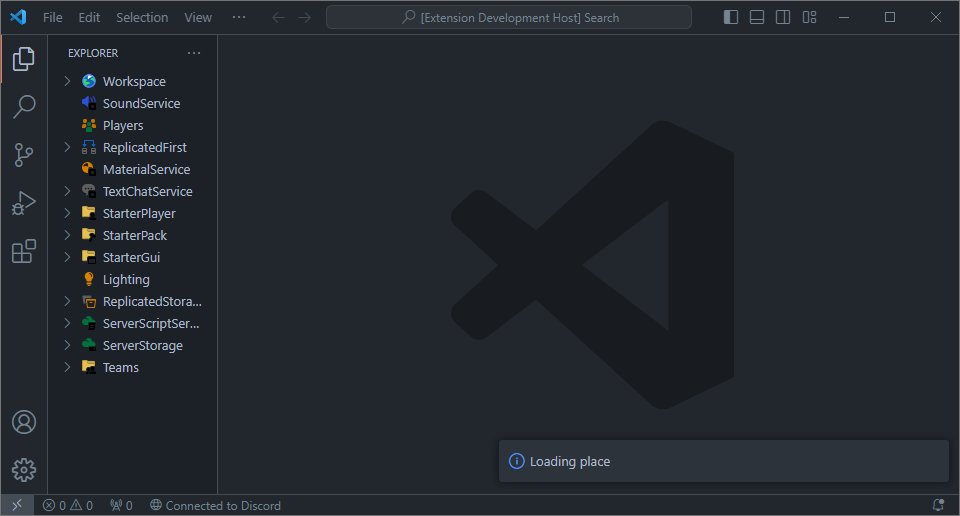 File Edit Selection View ··· [Extension Development Host] Search
EXPLORER ···
Workspace
SoundService
Players
ReplicatedFirst
MaterialService
TextChatService
StarterPlayer
StarterPack
StarterGui
Lighting
ReplicatedStora...
ServerScriptSer...
ServerStorage
Teams
Loading place
0 0 0 Connected to Discord